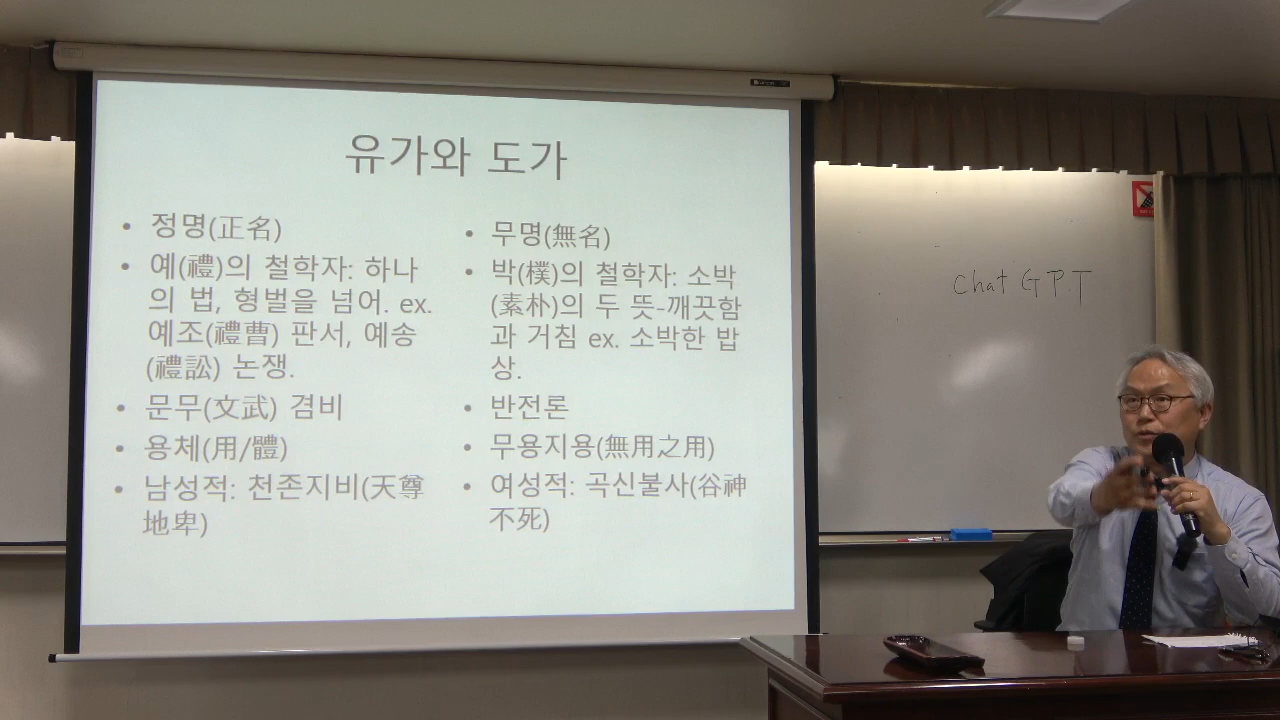 유가와 도가
• 정명(正名)
• 예(禮)의 철학자: 하나
의 법, 형벌을 넘어. ex.
예조(禮曹) 판서, 예송
(禮訟) 논쟁.
• 문무(文武) 겸비
• 용체(用/體)
• 남성적: 천존지비(天尊
地卑)
• 무명(無名)
• 박(樸)의 철학자: 소박
(素朴)의 두 뜻-깨끗함
과 거침 ex. 소박한 밥
상.
• 반전론
• 무용지용(無用之用)
• 여성적: 곡신불사(谷神
不死)
chat GPT